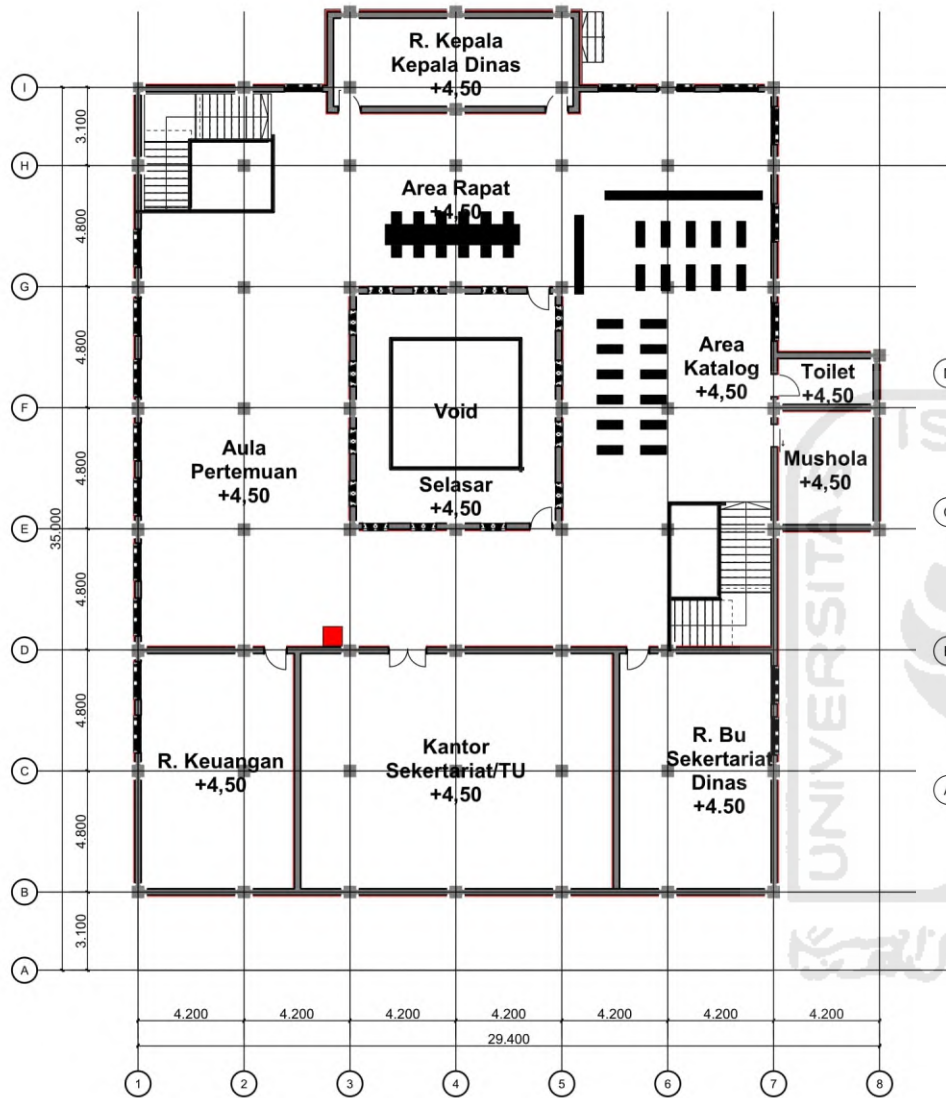 R. Kepala
Kepala Dinas
+4,50
I
3.100
H
Area Rapat
+4,50
4.800
G
4.800
Area
Katalog
+4,50
Toilet
+4,50
F
Void
Aula
Pertemuan
+4,50
4.800
Mushola
+4,50
Selasar
+4,50
E
35.000
4.800
D
4.800
R. Keuangan
+4,50
Kantor
Sekertariat/TU
+4,50
R. Bu
Sekertariat
Dinas
+4.50
C
4.800
B
3.100
A
4.200
4.200
4.200
4.200
4.200
4.200
4.200
29.400
1
2
3
4
5
6
7
8
UNIVERSITA